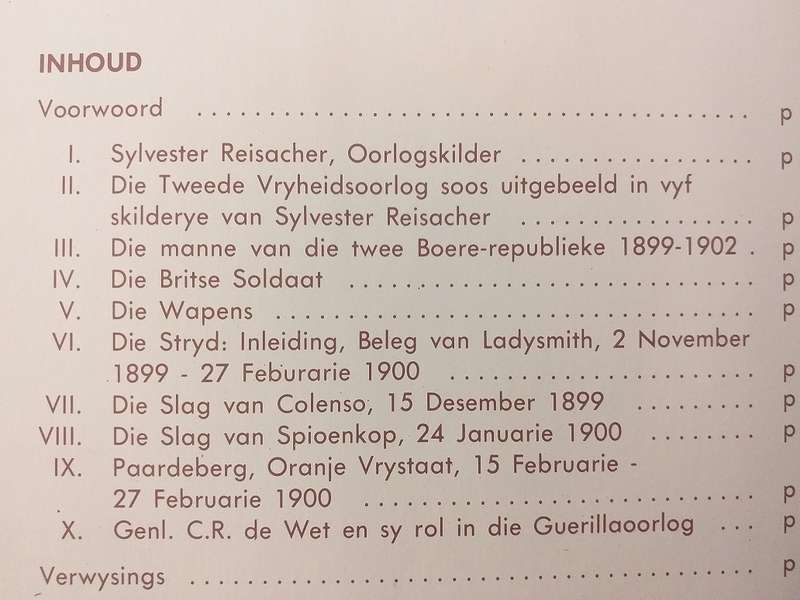 INHOUD
Voorwoord ....................................... p
I. Sylvester Reisacher, Oorlogskilder ................. p
II. Die Tweede Vryheidsoorlog soos uitgebeeld in vyf
skilderye van Sylvester Reisacher ................. p
III. Die manne van die twee Boere-republieke 1899-1902 . p
IV. Die Britse Soldaat ............................. p
V. Die Wapens .................................. p
VI. Die Stryd: Inleiding, Beleg van Ladysmith, 2 November
1899 - 27 Feburarie 1900 ...................... p
VII. Die Slag van Colenso, 15 Desember 1899 ......... p
VIII. Die Slag van Spioenkop, 24 Januarie 1900 ........ p
IX. Paardeberg, Oranje Vrystaat, 15 Februarie -
27 Februarie 1900 ............................ p
X. Genl. C.R. de Wet en sy rol in die Guerillaoorlog ... p
Verwysings ........................................ p